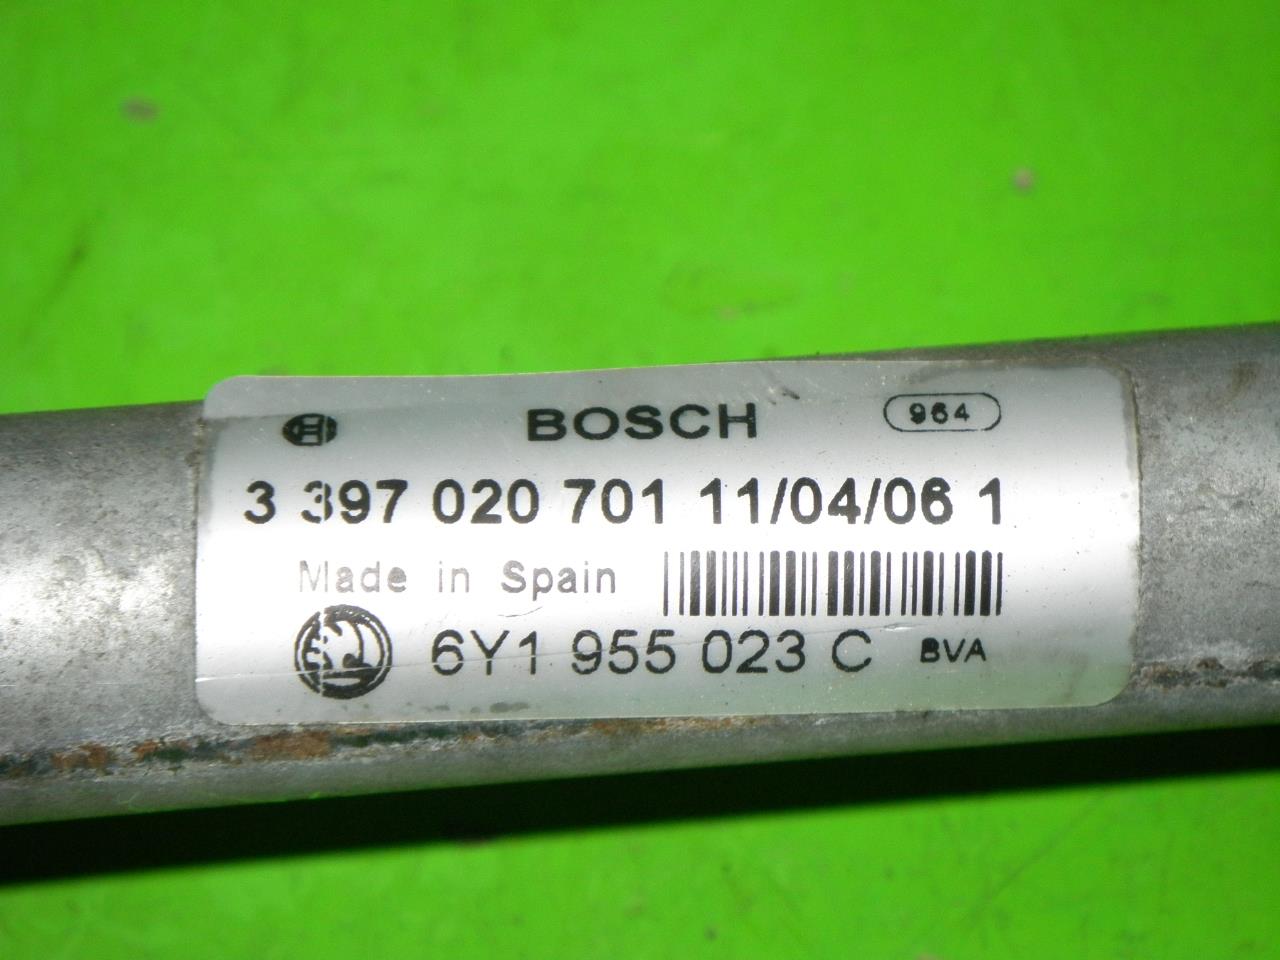 BOSCH 964
3 397 020 701 11/04/06 1
Made in Spain
6Y1 955 023 C BVA